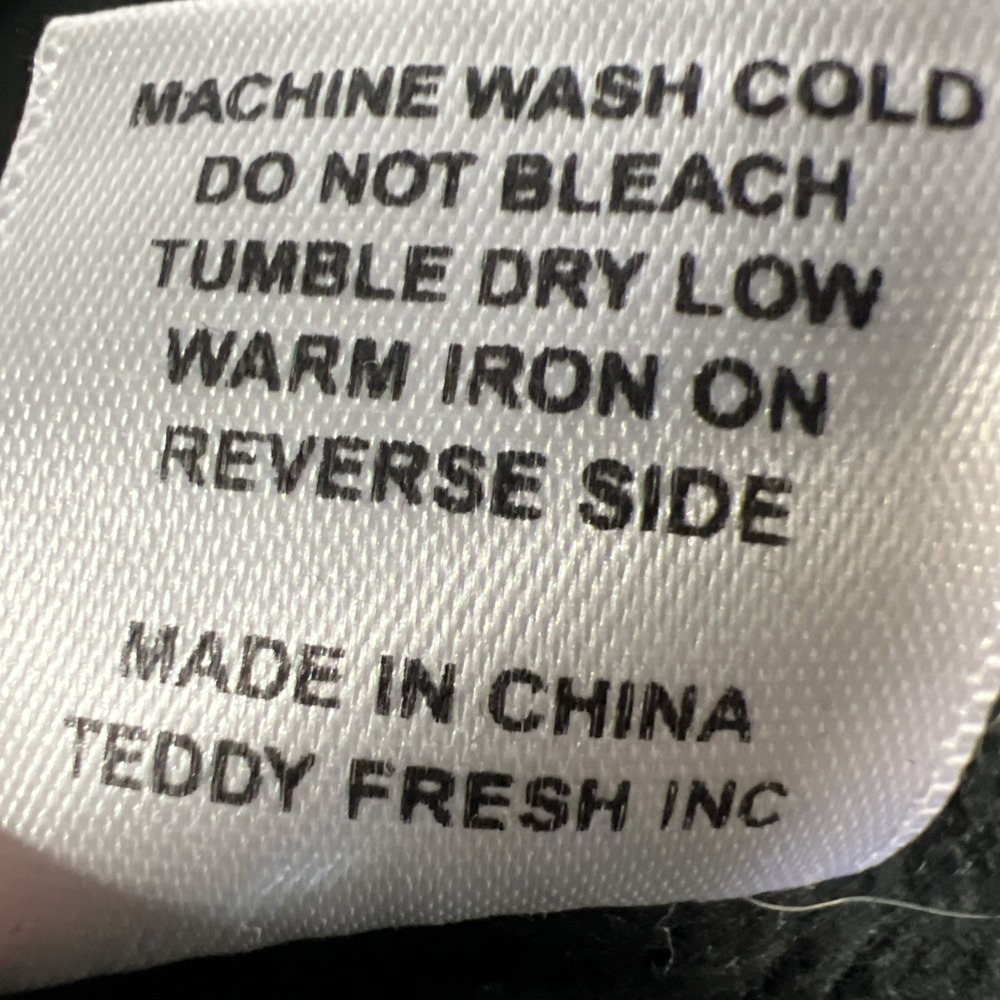 MACHINE WASH COLD
DO NOT BLEACH
TUMBLE DRY LOW
WARM IRON ON
REVERSE SIDE
MADE IN CHINA
TEDDY FRESH INC